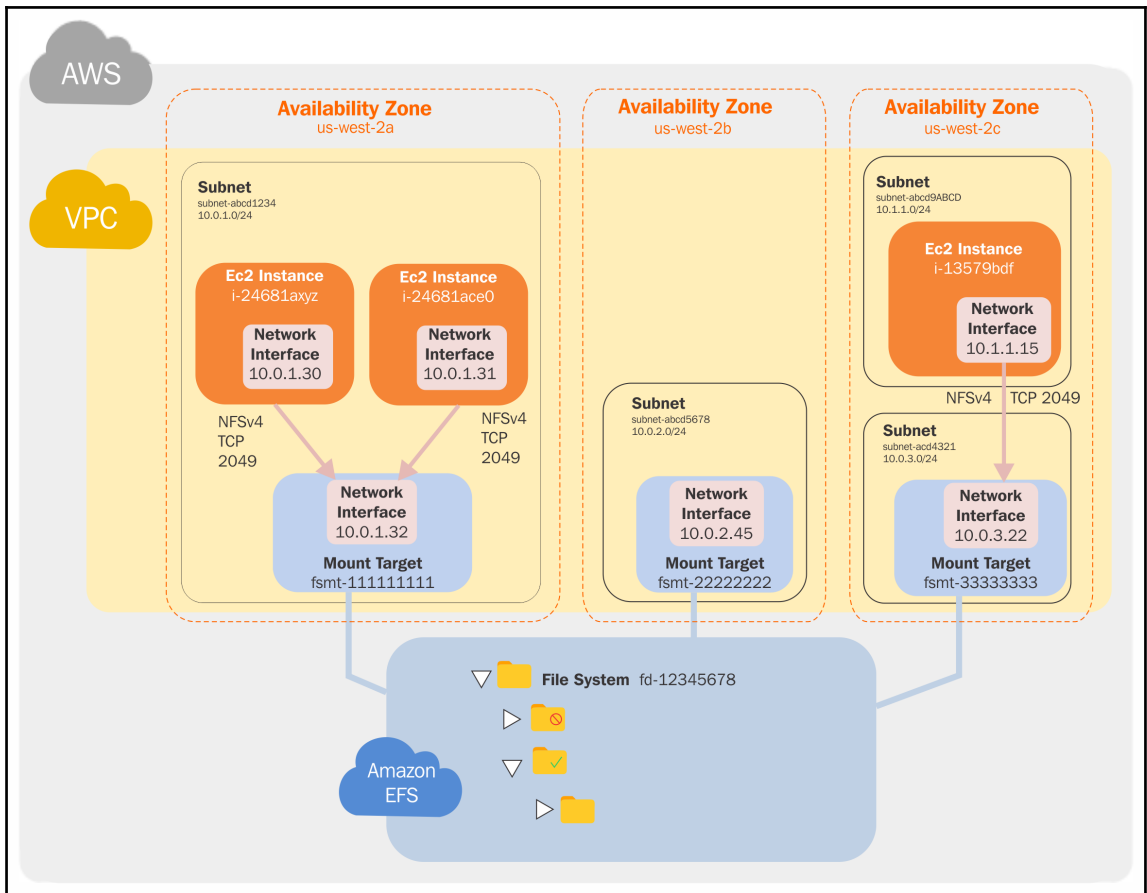 AWS
VPC
Availability Zone
us-west-2a
Subnet
subnet-abcd1234
10.0.1.0/24
Ec2 Instance
i-24681axyz
Network
Interface
10.0.1.30
Ec2 Instance
i-24681ace0
Network
Interface
10.0.1.31
NFSv4
TCP
2049
NFSv4
TCP
2049
Network
Interface
10.0.1.32
Mount Target
fsmt-111111111
Availability Zone
us-west-2b
Subnet
subnet-abcd5678
10.0.2.0/24
Network
Interface
10.0.2.45
Mount Target
fsmt-22222222
Availability Zone
us-west-2c
Subnet
subnet-abcd9ABCD
10.1.1.0/24
Ec2 Instance
i-13579bdf
Network
Interface
10.1.1.15
NFSv4 TCP 2049
Subnet
subnet-acd4321
10.0.3.0/24
Network
Interface
10.0.3.22
Mount Target
fsmt-33333333
File System fd-12345678
Amazon
EFS